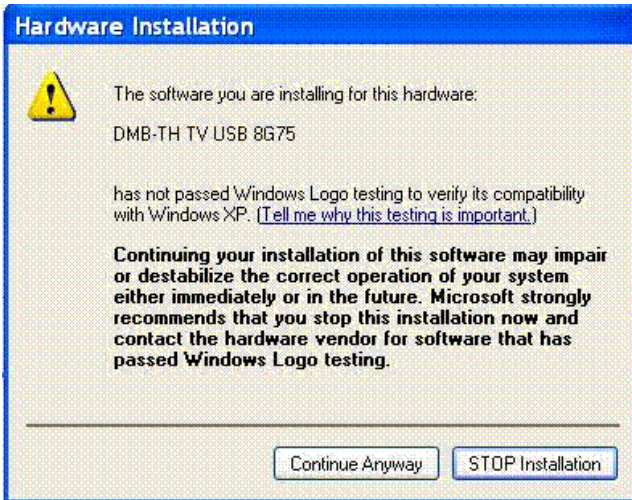 Hardware Installation
The software you are installing for this hardware:
DMB-TH TV USB 8G75
has not passed Windows Logo testing to verify its compatibility
with Windows XP. (Tell me why this testing is important.)
Continuing your installation of this software may impair
or destabilize the correct operation of your system
either immediately or in the future. Microsoft strongly
recommends that you stop this installation now and
contact the hardware vendor for software that has
passed Windows Logo testing.
Continue Anyway
STOP Installation